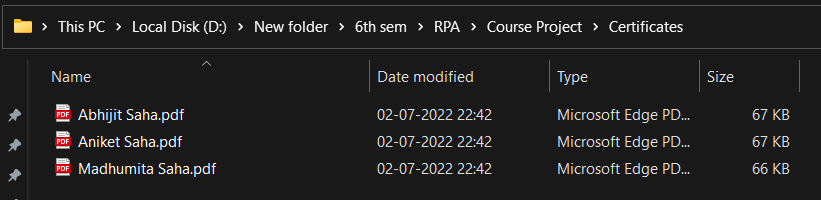 This PC > Local Disk (D:) > New folder > 6th sem > RPA > Course Project > Certificates
Name Date modified Type Size
Abhijit Saha.pdf 02-07-2022 22:42 Microsoft Edge PD... 67 KB
Aniket Saha.pdf 02-07-2022 22:42 Microsoft Edge PD... 67 KB
Madhumita Saha.pdf 02-07-2022 22:42 Microsoft Edge PD... 66 KB